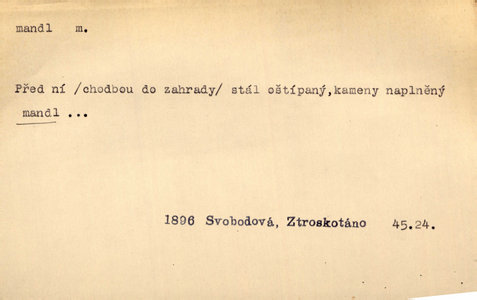 mandl m.
Před ní /chodbou do zahrady/ stál oštípaný,kameny naplněný
mandl ...
1896 Svobodová, Ztroskotáno 45.24.